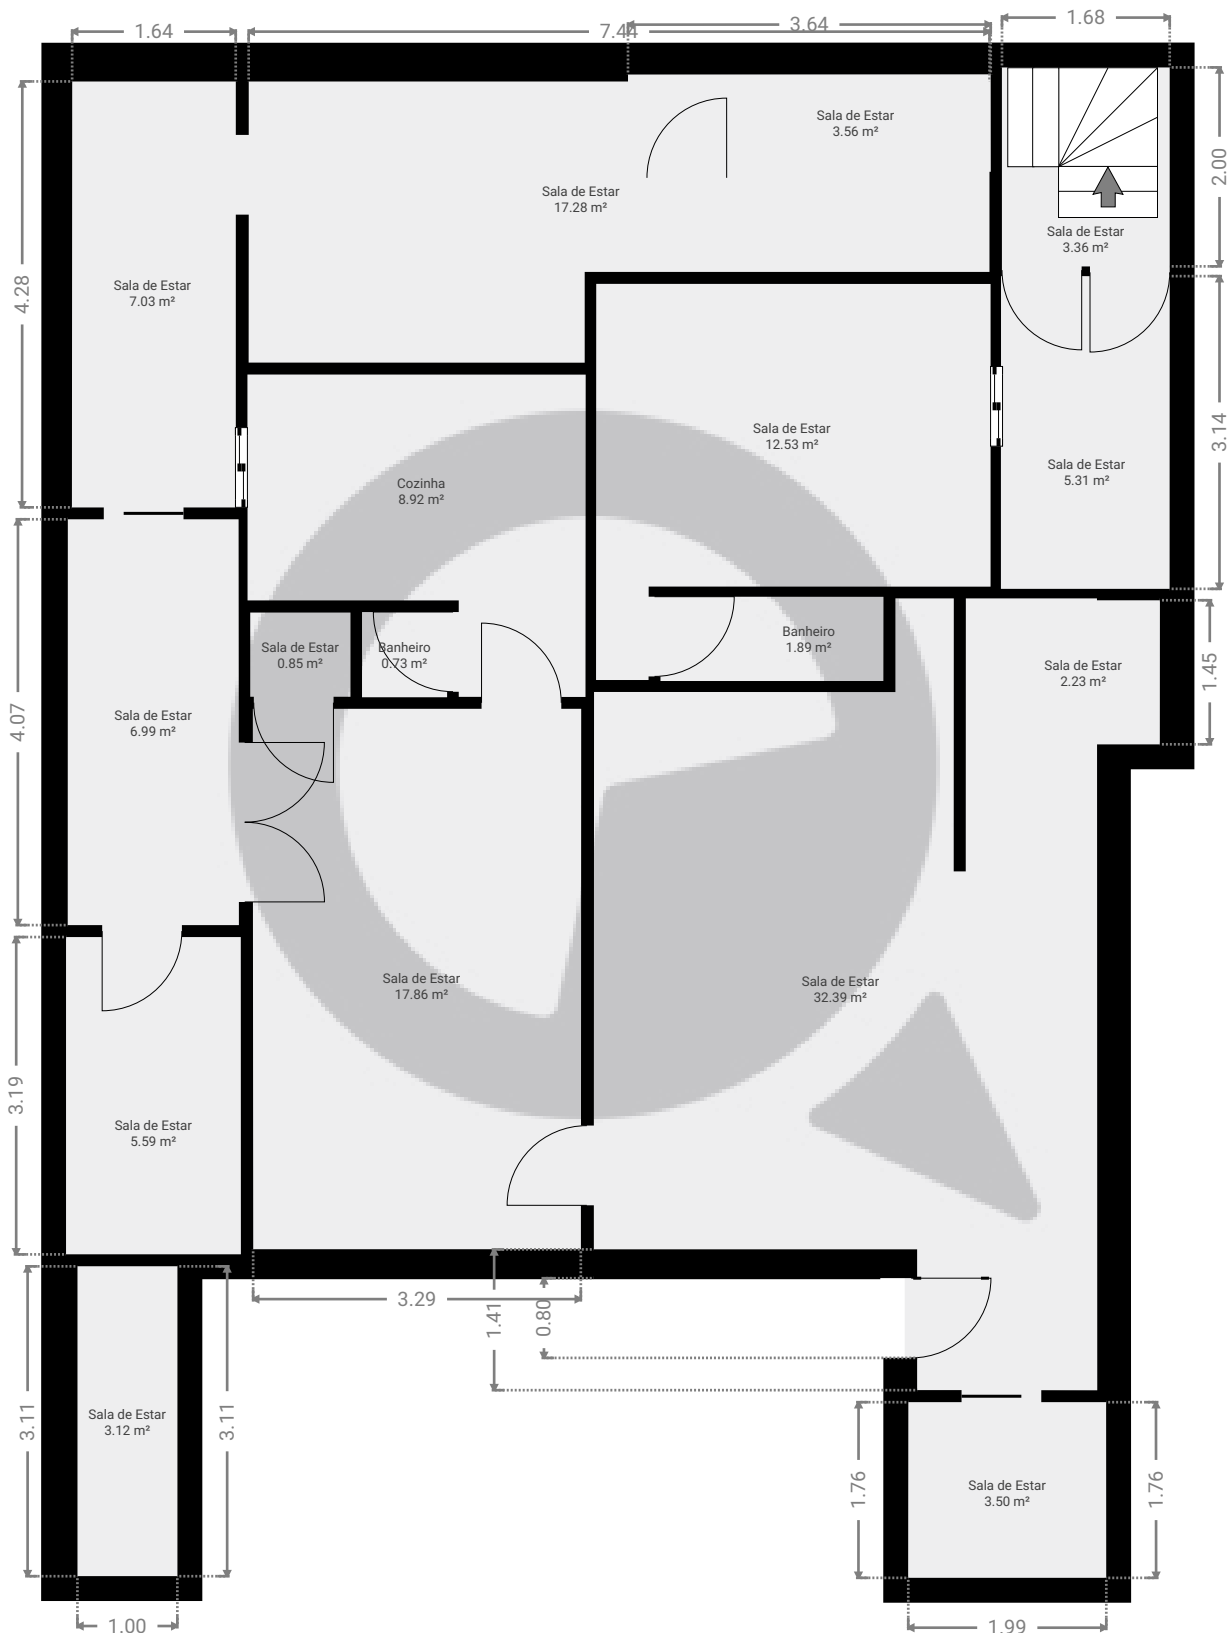 1.64
7.44
3.64
1.68
Sala de Estar
3.56 m²
2.00
Sala de Estar
17.28 m²
Sala de Estar
3.36 m²
4.28
Sala de Estar
7.03 m²
3.14
Sala de Estar
12.53 m²
Sala de Estar
5.31 m²
Cozinha
8.92 m²
Sala de Estar
0.85 m²
Banheiro
0.73 m²
Banheiro
1.89 m²
Sala de Estar
2.23 m²
1.45
4.07
Sala de Estar
6.99 m²
Sala de Estar
17.86 m²
Sala de Estar
32.39 m²
3.19
Sala de Estar
5.59 m²
3.29
1.41
0.80
3.11
Sala de Estar
3.12 m²
3.11
1.76
Sala de Estar
3.50 m²
1.76
1.00
1.99